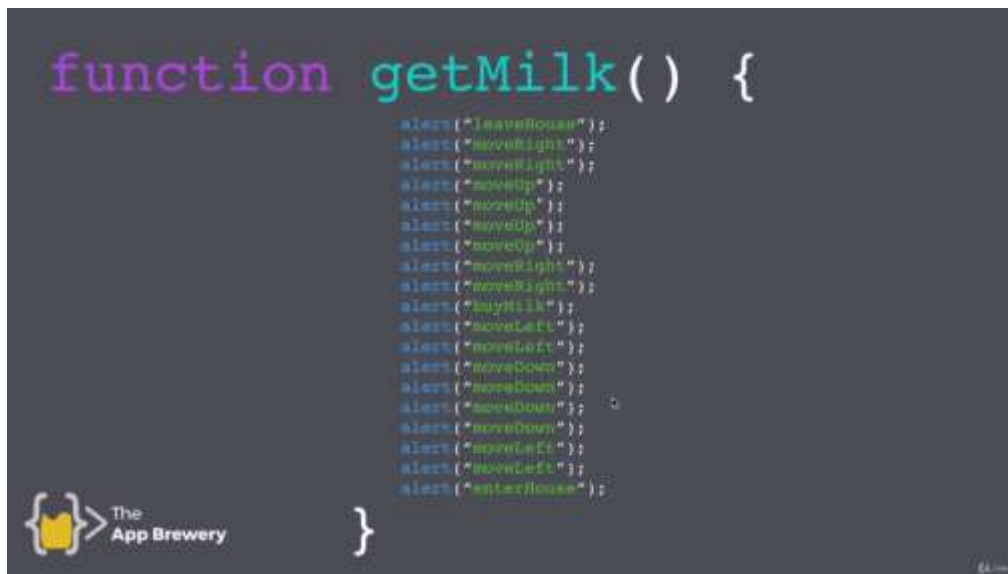 function getMilk() {
alert("leaveHouse");
alert("moveRight");
alert("moveRight");
alert("moveUp");
alert("moveUp");
alert("moveUp");
alert("moveUp");
alert("moveRight");
alert("moveRight");
alert("buyMilk");
alert("moveLeft");
alert("moveLeft");
alert("moveDown");
alert("moveDown");
alert("moveDown");
alert("moveDown");
alert("moveLeft");
alert("moveLeft");
alert("enterHouse");
}
The
App Brewery